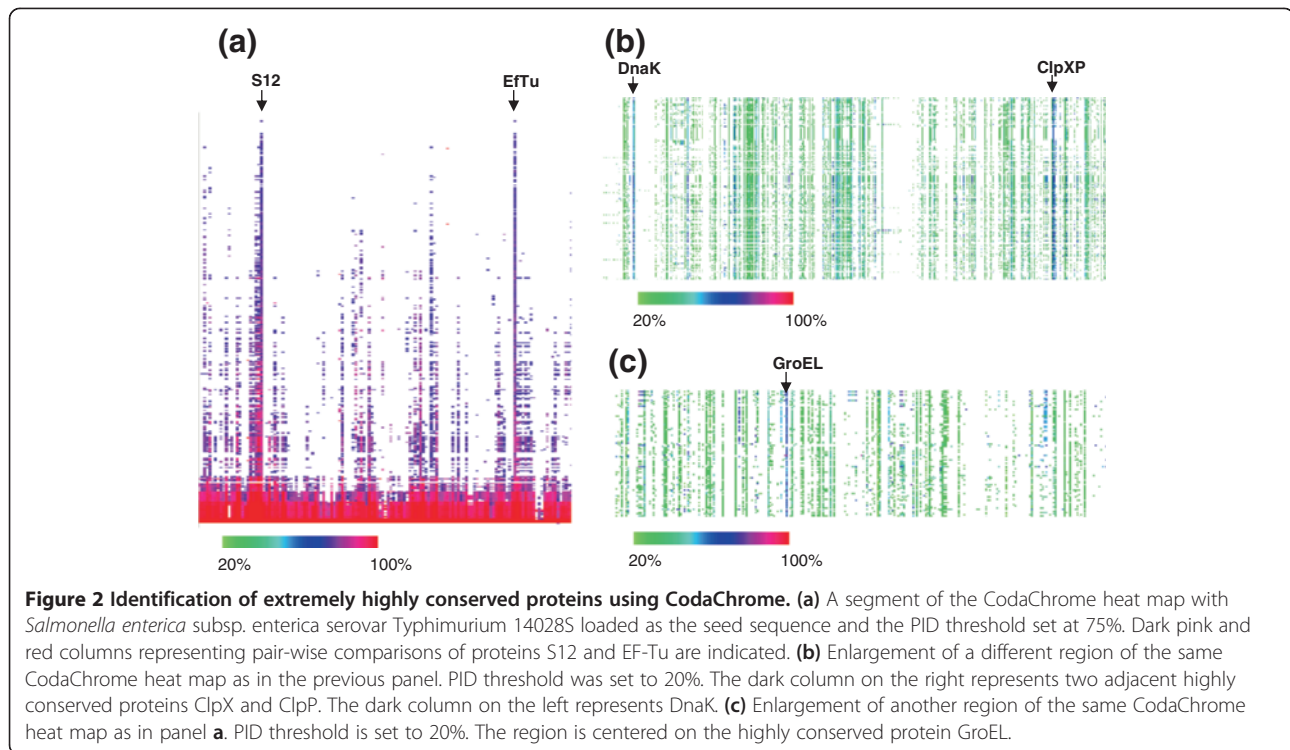 (a)
S12
EfTu
20%
100%
(b)
DnaK
ClpXP
20%
100%
(c)
GroEL
20%
100%
Figure 2 Identification of extremely highly conserved proteins using CodaChrome. (a) A segment of the CodaChrome heat map with
Salmonella enterica subsp. enterica serovar Typhimurium 14028S loaded as the seed sequence and the PID threshold set at 75%. Dark pink and
red columns representing pair-wise comparisons of proteins S12 and EF-Tu are indicated. (b) Enlargement of a different region of the same
CodaChrome heat map as in the previous panel. PID threshold was set to 20%. The dark column on the right represents two adjacent highly
conserved proteins ClpX and ClpP. The dark column on the left represents DnaK. (c) Enlargement of another region of the same CodaChrome
heat map as in panel a. PID threshold is set to 20%. The region is centered on the highly conserved protein GroEL.